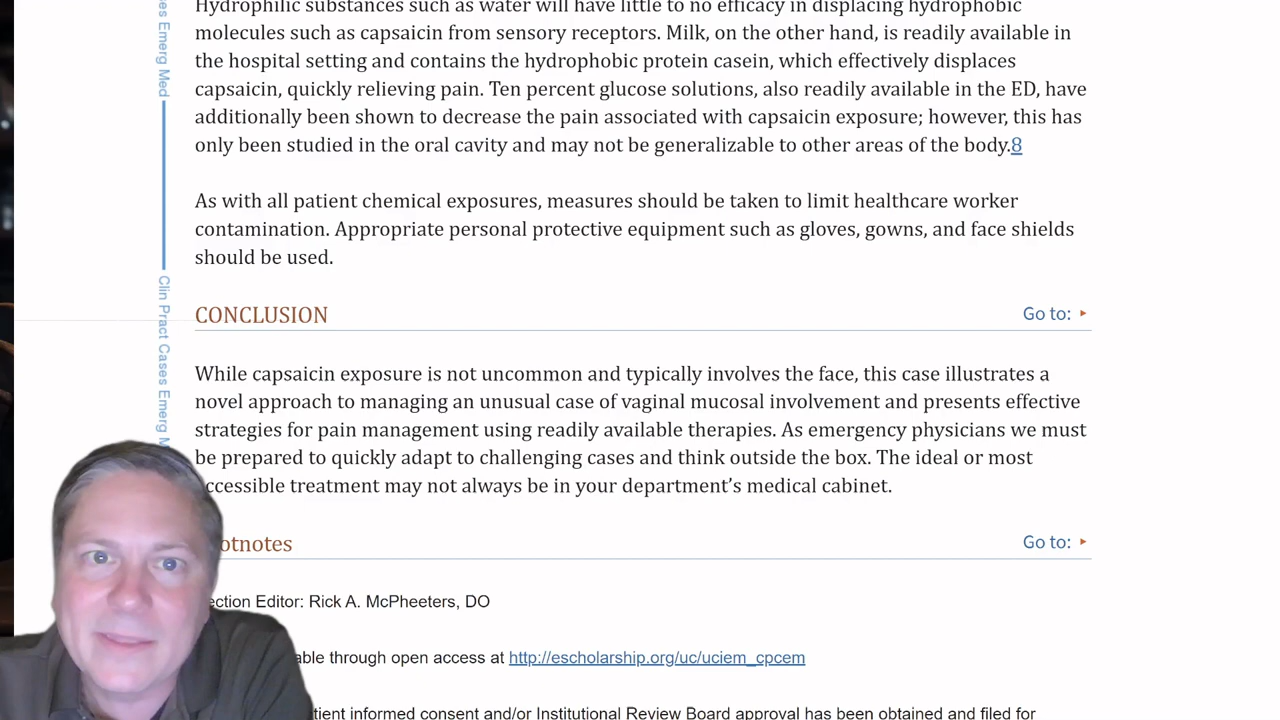 Hydrophilic substances such as water will have little to no efficacy in displacing hydrophobic
molecules such as capsaicin from sensory receptors. Milk, on the other hand, is readily available in
the hospital setting and contains the hydrophobic protein casein, which effectively displaces
capsaicin, quickly relieving pain. Ten percent glucose solutions, also readily available in the ED, have
additionally been shown to decrease the pain associated with capsaicin exposure; however, this has
only been studied in the oral cavity and may not be generalizable to other areas of the body.8
As with all patient chemical exposures, measures should be taken to limit healthcare worker
contamination. Appropriate personal protective equipment such as gloves, gowns, and face shields
should be used.
CONCLUSION
Go to:
While capsaicin exposure is not uncommon and typically involves the face, this case illustrates a
novel approach to managing an unusual case of vaginal mucosal involvement and presents effective
strategies for pain management using readily available therapies. As emergency physicians we must
be prepared to quickly adapt to challenging cases and think outside the box. The ideal or most
ccessible treatment may not always be in your department's medical cabinet.
otnotes
Go to:
ection Editor: Rick A. McPheeters, DO
able through open access at http://escholarship.org/uc/uciem_cpcem
tient informed consent and/or Institutional Review Board approval has been obtained and filed for
ses Emerg Med
Clin Pract Cases Emerg M